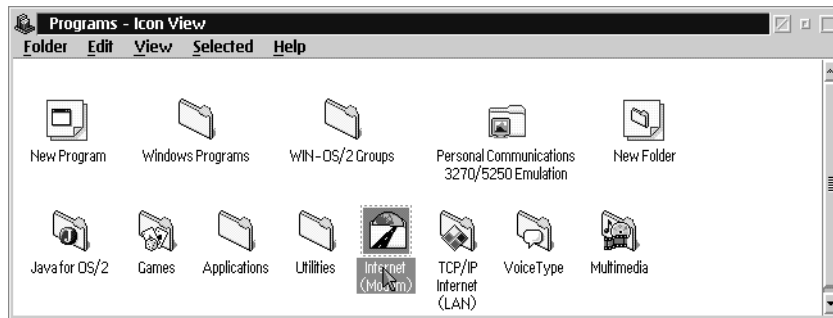 Programs - Icon View
Folder Edit View Selected Help
New Program
Windows Programs
WIN-OS/2 Groups
Personal Communications
3270/5250 Emulation
New Folder
Java for OS/2
Games
Applications
Utilities
Internet
(Modem)
TCP/IP
Internet
(LAN)
VoiceType
Multimedia